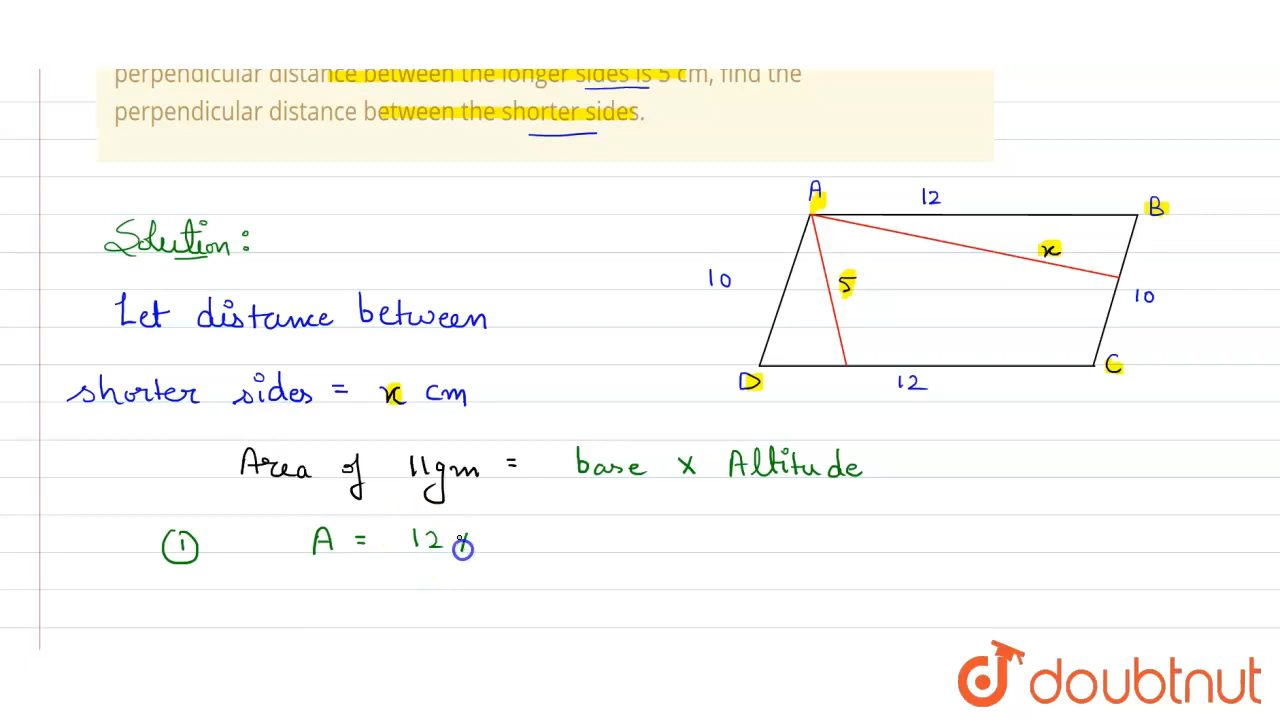 perpendicular distance between the longer sides is 5 cm, find the
perpendicular distance between the shorter sides.
A 12 B
Solution:
x
10 5 10
Let distance between
D 12 C
shorter sides = x cm
Area of llgm = base × Altitude
① A = 12 ×
doubtnut